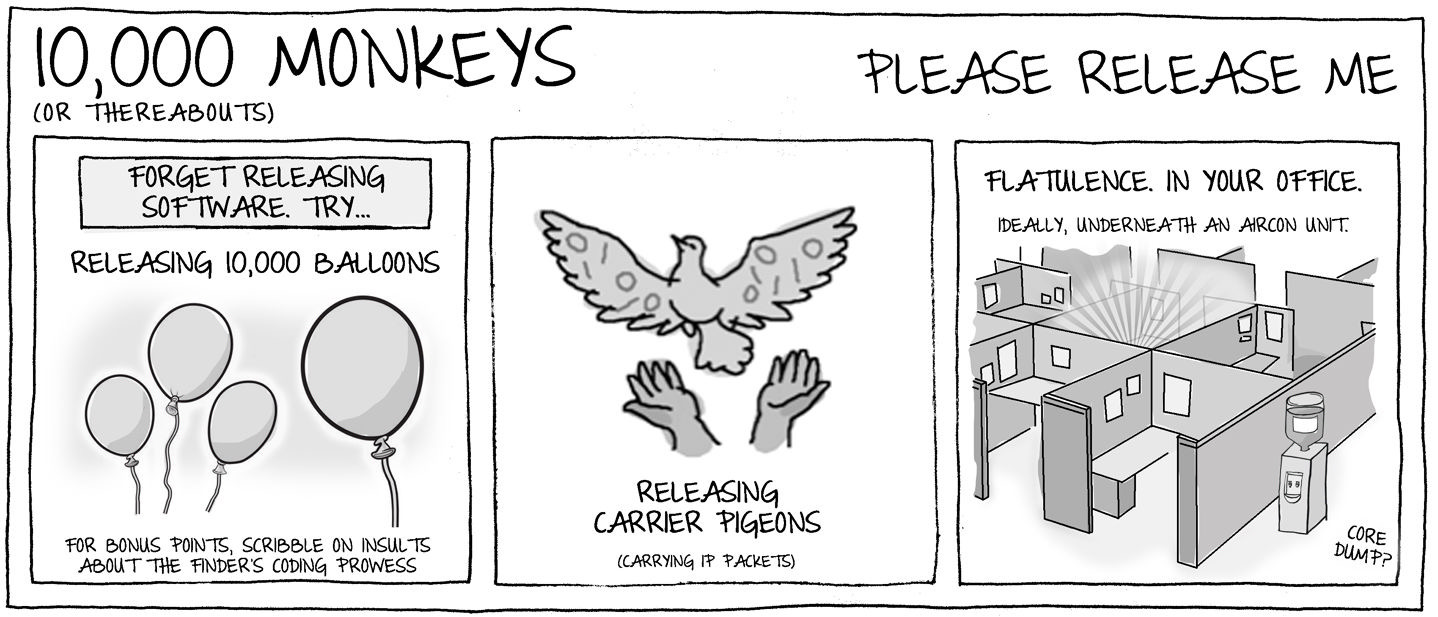 10,000 MONKEYS
(OR THEREABOUTS)
PLEASE RELEASE ME
FORGET RELEASING
SOFTWARE. TRY...
RELEASING 10,000 BALLOONS
FOR BONUS POINTS, SCRIBBLE ON INSULTS
ABOUT THE FINDER'S CODING PROWESS
RELEASING
CARRIER PIGEONS
(CARRYING IP PACKETS)
FLATULENCE. IN YOUR OFFICE.
IDEALLY, UNDERNEATH AN AIRCON UNIT.
CORE
DUMP?